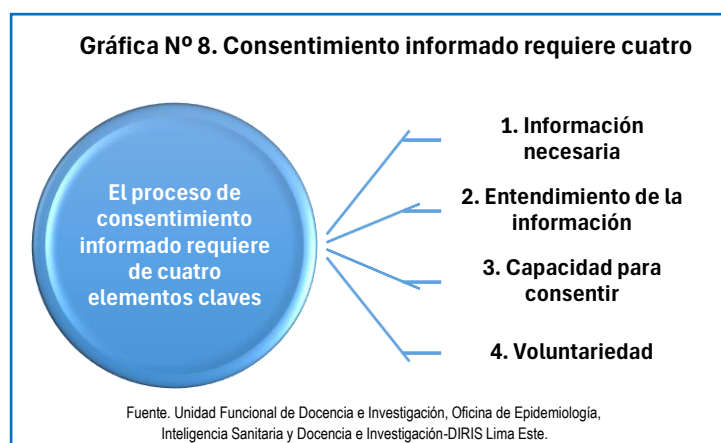 Gráfica Nº 8. Consentimiento informado requiere cuatro
El proceso de
consentimiento
informado requiere
de cuatro
elementos claves
1. Información
necesaria
2. Entendimiento de la
información
3. Capacidad para
consentir
4. Voluntariedad
Fuente. Unidad Funcional de Docencia e Investigación, Oficina de Epidemiología,
Inteligencia Sanitaria y Docencia e Investigación-DIRIS Lima Este.